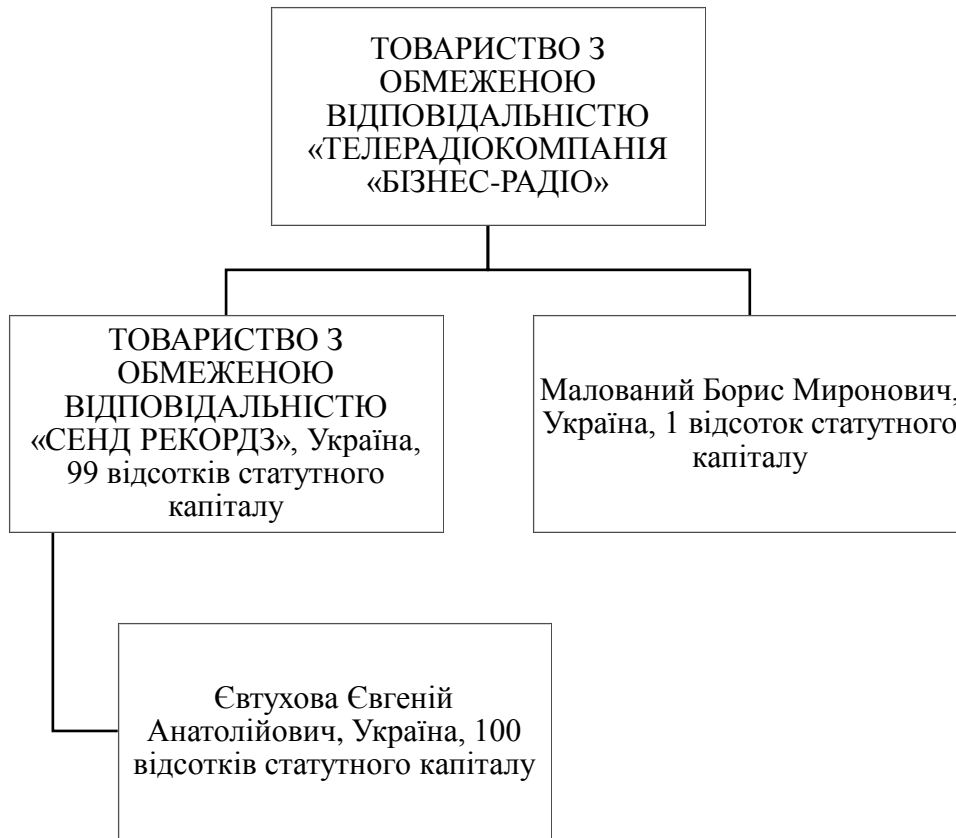 ТОВАРИСТВО З
ОБМЕЖЕНОЮ
ВІДПОВІДАЛЬНІСТЮ
«ТЕЛЕРАДІОКОМПАНІЯ
«БІЗНЕС-РАДІО»
ТОВАРИСТВО З
ОБМЕЖЕНОЮ
ВІДПОВІДАЛЬНІСТЮ
«СЕНД РЕКОРДЗ», Україна,
99 відсотків статутного
капіталу
Малований Борис Миронович,
Україна, 1 відсоток статутного
капіталу
Євтухова Євгеній
Анатолійович, Україна, 100
відсотків статутного капіталу